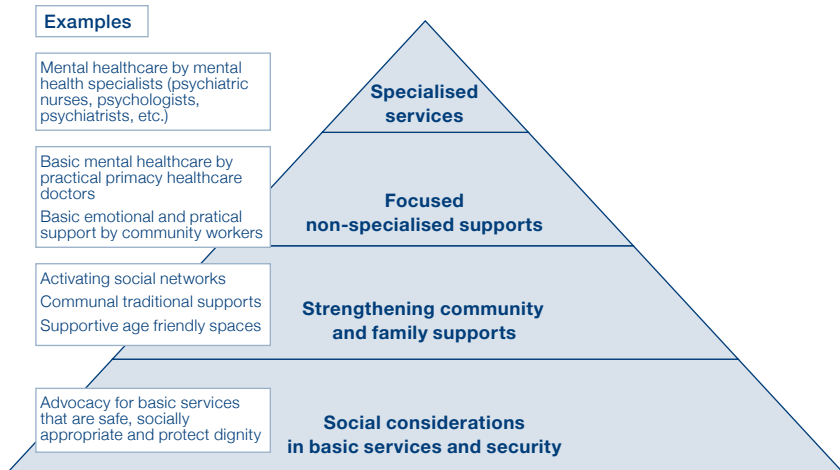 Examples
Mental healthcare by mental
health specialists (psychiatric
nurses, psychologists,
psychiatrists, etc.)
Specialised
services
Basic mental healthcare by
practical primacy healthcare
doctors
Basic emotional and pratical
support by community workers
Focused
non-specialised supports
Activating social networks
Communal traditional supports
Supportive age friendly spaces
Strengthening community
and family supports
Advocacy for basic services
that are safe, socially
appropriate and protect dignity
Social considerations
in basic services and security